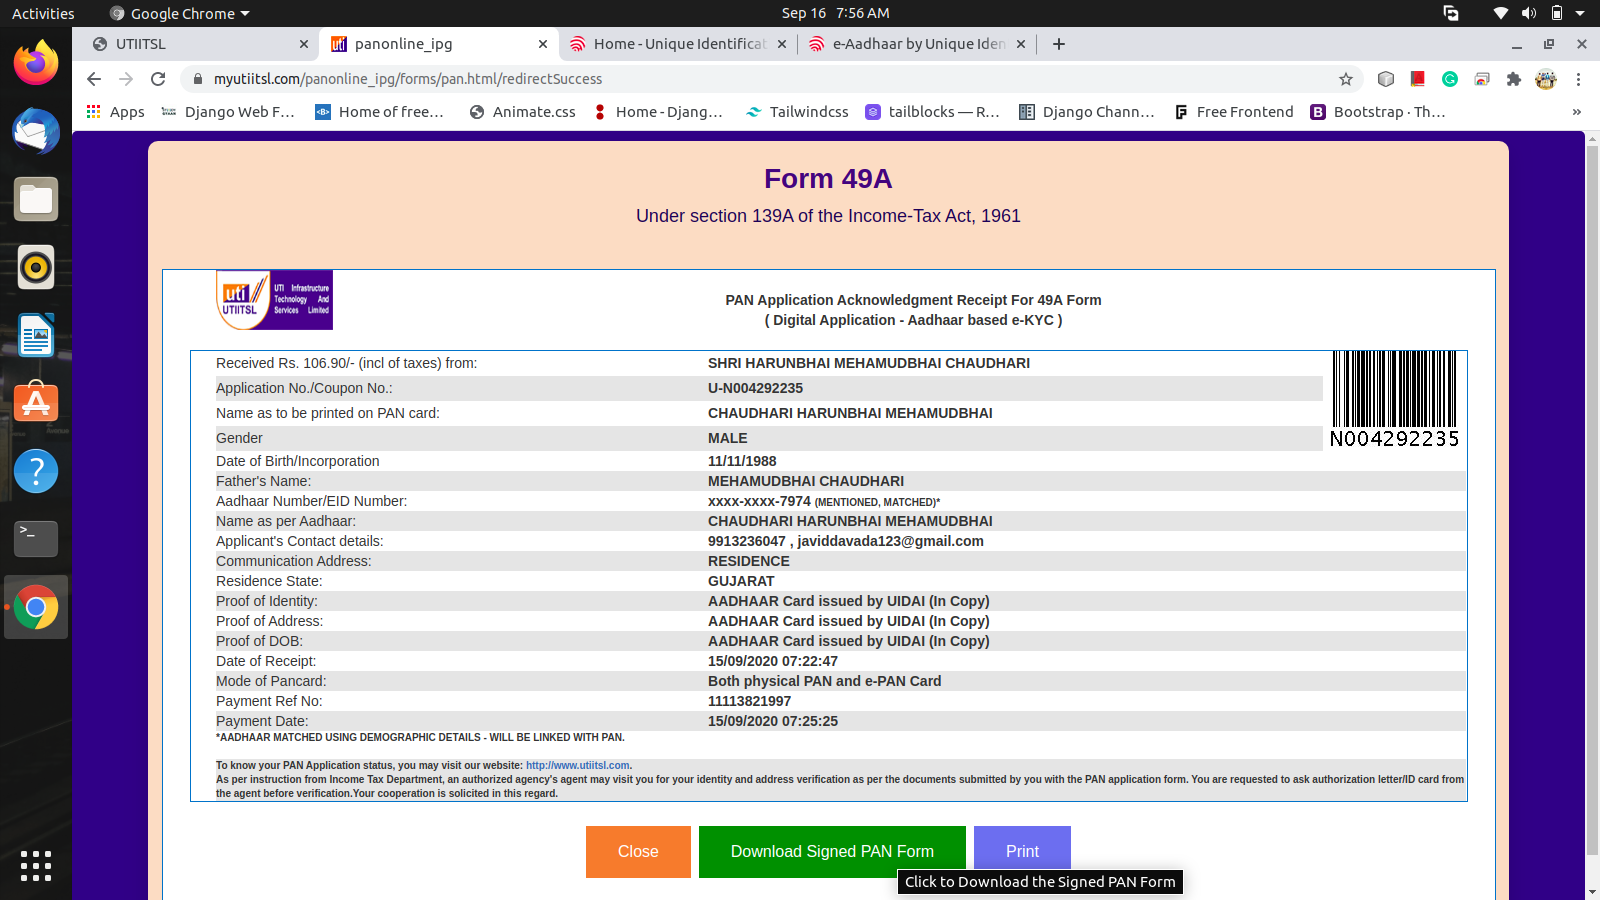 Activities
Google Chrome
Sep 16 7:56 AM
UTIITSL
panonline_ipg
Home - Unique Identificat
e-Aadhaar by Unique Iden
myutiitsl.com/panonline_ipg/forms/pan.html/redirectSuccess
Apps
Django Web F...
Home of free...
Animate.css
Home - Djang...
Tailwindcss
tailblocks — R...
Django Chann...
Free Frontend
Bootstrap · Th...
»
Form 49A
Under section 139A of the Income-Tax Act, 1961
uti
UTIITSL
UTI Infrastructure
Technology And
Services Limited
PAN Application Acknowledgment Receipt For 49A Form
( Digital Application - Aadhaar based e-KYC )
Received Rs. 106.90/- (incl of taxes) from: SHRI HARUNBHAI MEHAMUDBHAI CHAUDHARI
Application No./Coupon No.: U-N004292235
Name as to be printed on PAN card: CHAUDHARI HARUNBHAI MEHAMUDBHAI
Gender MALE
N004292235
Date of Birth/Incorporation 11/11/1988
Father's Name: MEHAMUDBHAI CHAUDHARI
Aadhaar Number/EID Number: xxxx-xxxx-7974 (MENTIONED, MATCHED)*
Name as per Aadhaar: CHAUDHARI HARUNBHAI MEHAMUDBHAI
Applicant's Contact details: 9913236047 , javiddavada123@gmail.com
Communication Address: RESIDENCE
Residence State: GUJARAT
Proof of Identity: AADHAAR Card issued by UIDAI (In Copy)
Proof of Address: AADHAAR Card issued by UIDAI (In Copy)
Proof of DOB: AADHAAR Card issued by UIDAI (In Copy)
Date of Receipt: 15/09/2020 07:22:47
Mode of Pancard: Both physical PAN and e-PAN Card
Payment Ref No: 11113821997
Payment Date: 15/09/2020 07:25:25
*AADHAAR MATCHED USING DEMOGRAPHIC DETAILS - WILL BE LINKED WITH PAN.
To know your PAN Application status, you may visit our website: http://www.utiitsl.com.
As per instruction from Income Tax Department, an authorized agency's agent may visit you for your identity and address verification as per the documents submitted by you with the PAN application form. You are requested to ask authorization letter/ID card from
the agent before verification.Your cooperation is solicited in this regard.
Close
Download Signed PAN Form
Print
Click to Download the Signed PAN Form